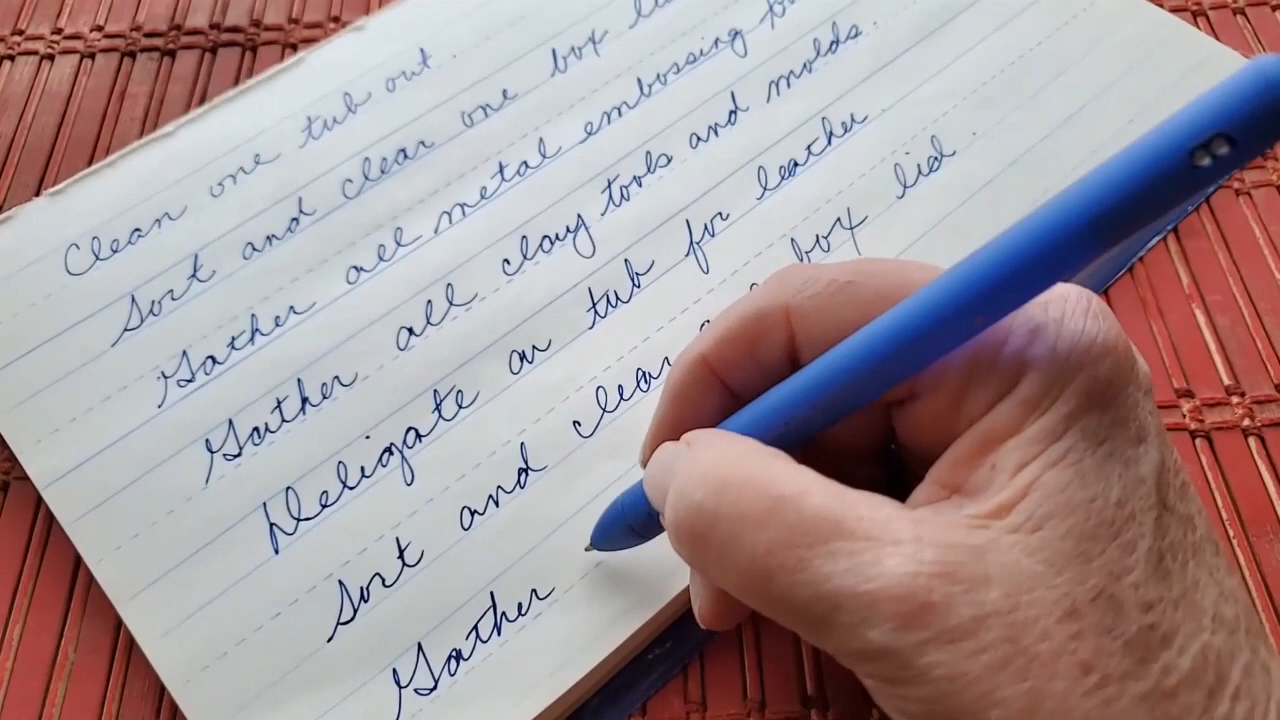 Clean one tub out.
Sort and clear one box
Gather all metal embossing
Gather all clay tools and molds.
Deligate on tub for leather
Sort and clear box lid.
Gather